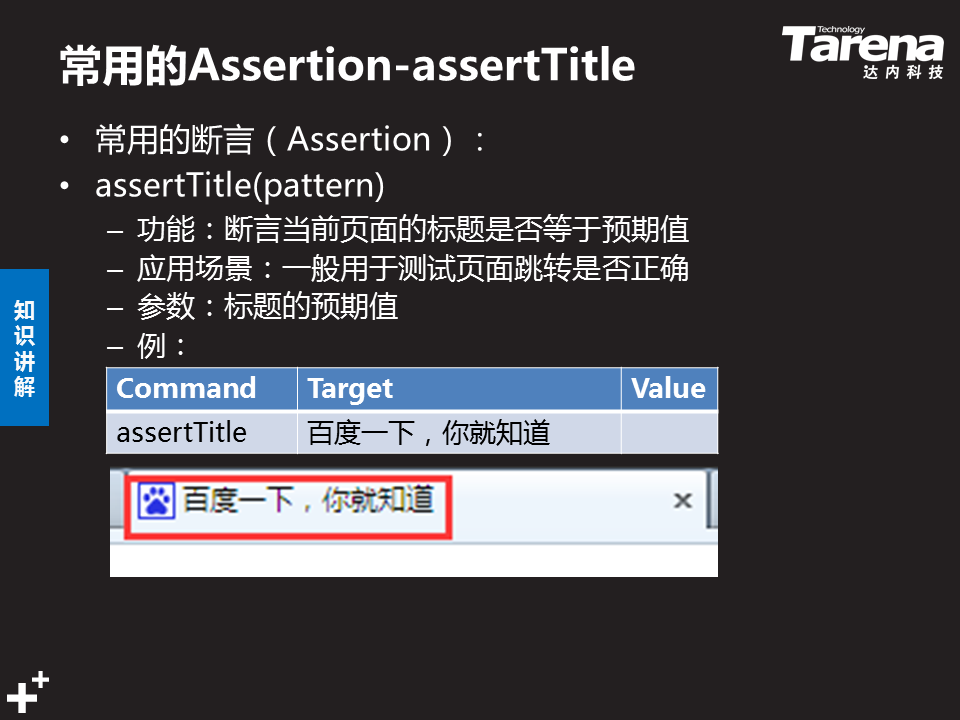 常用的Assertion-assertTitle
Technology
Tarena
达内科技
• 常用的断言（Assertion）：
• assertTitle(pattern)
– 功能：断言当前页面的标题是否等于预期值
– 应用场景：一般用于测试页面跳转是否正确
– 参数：标题的预期值
– 例：
知识讲解
Command Target Value
assertTitle 百度一下，你就知道
百度一下，你就知道 ×